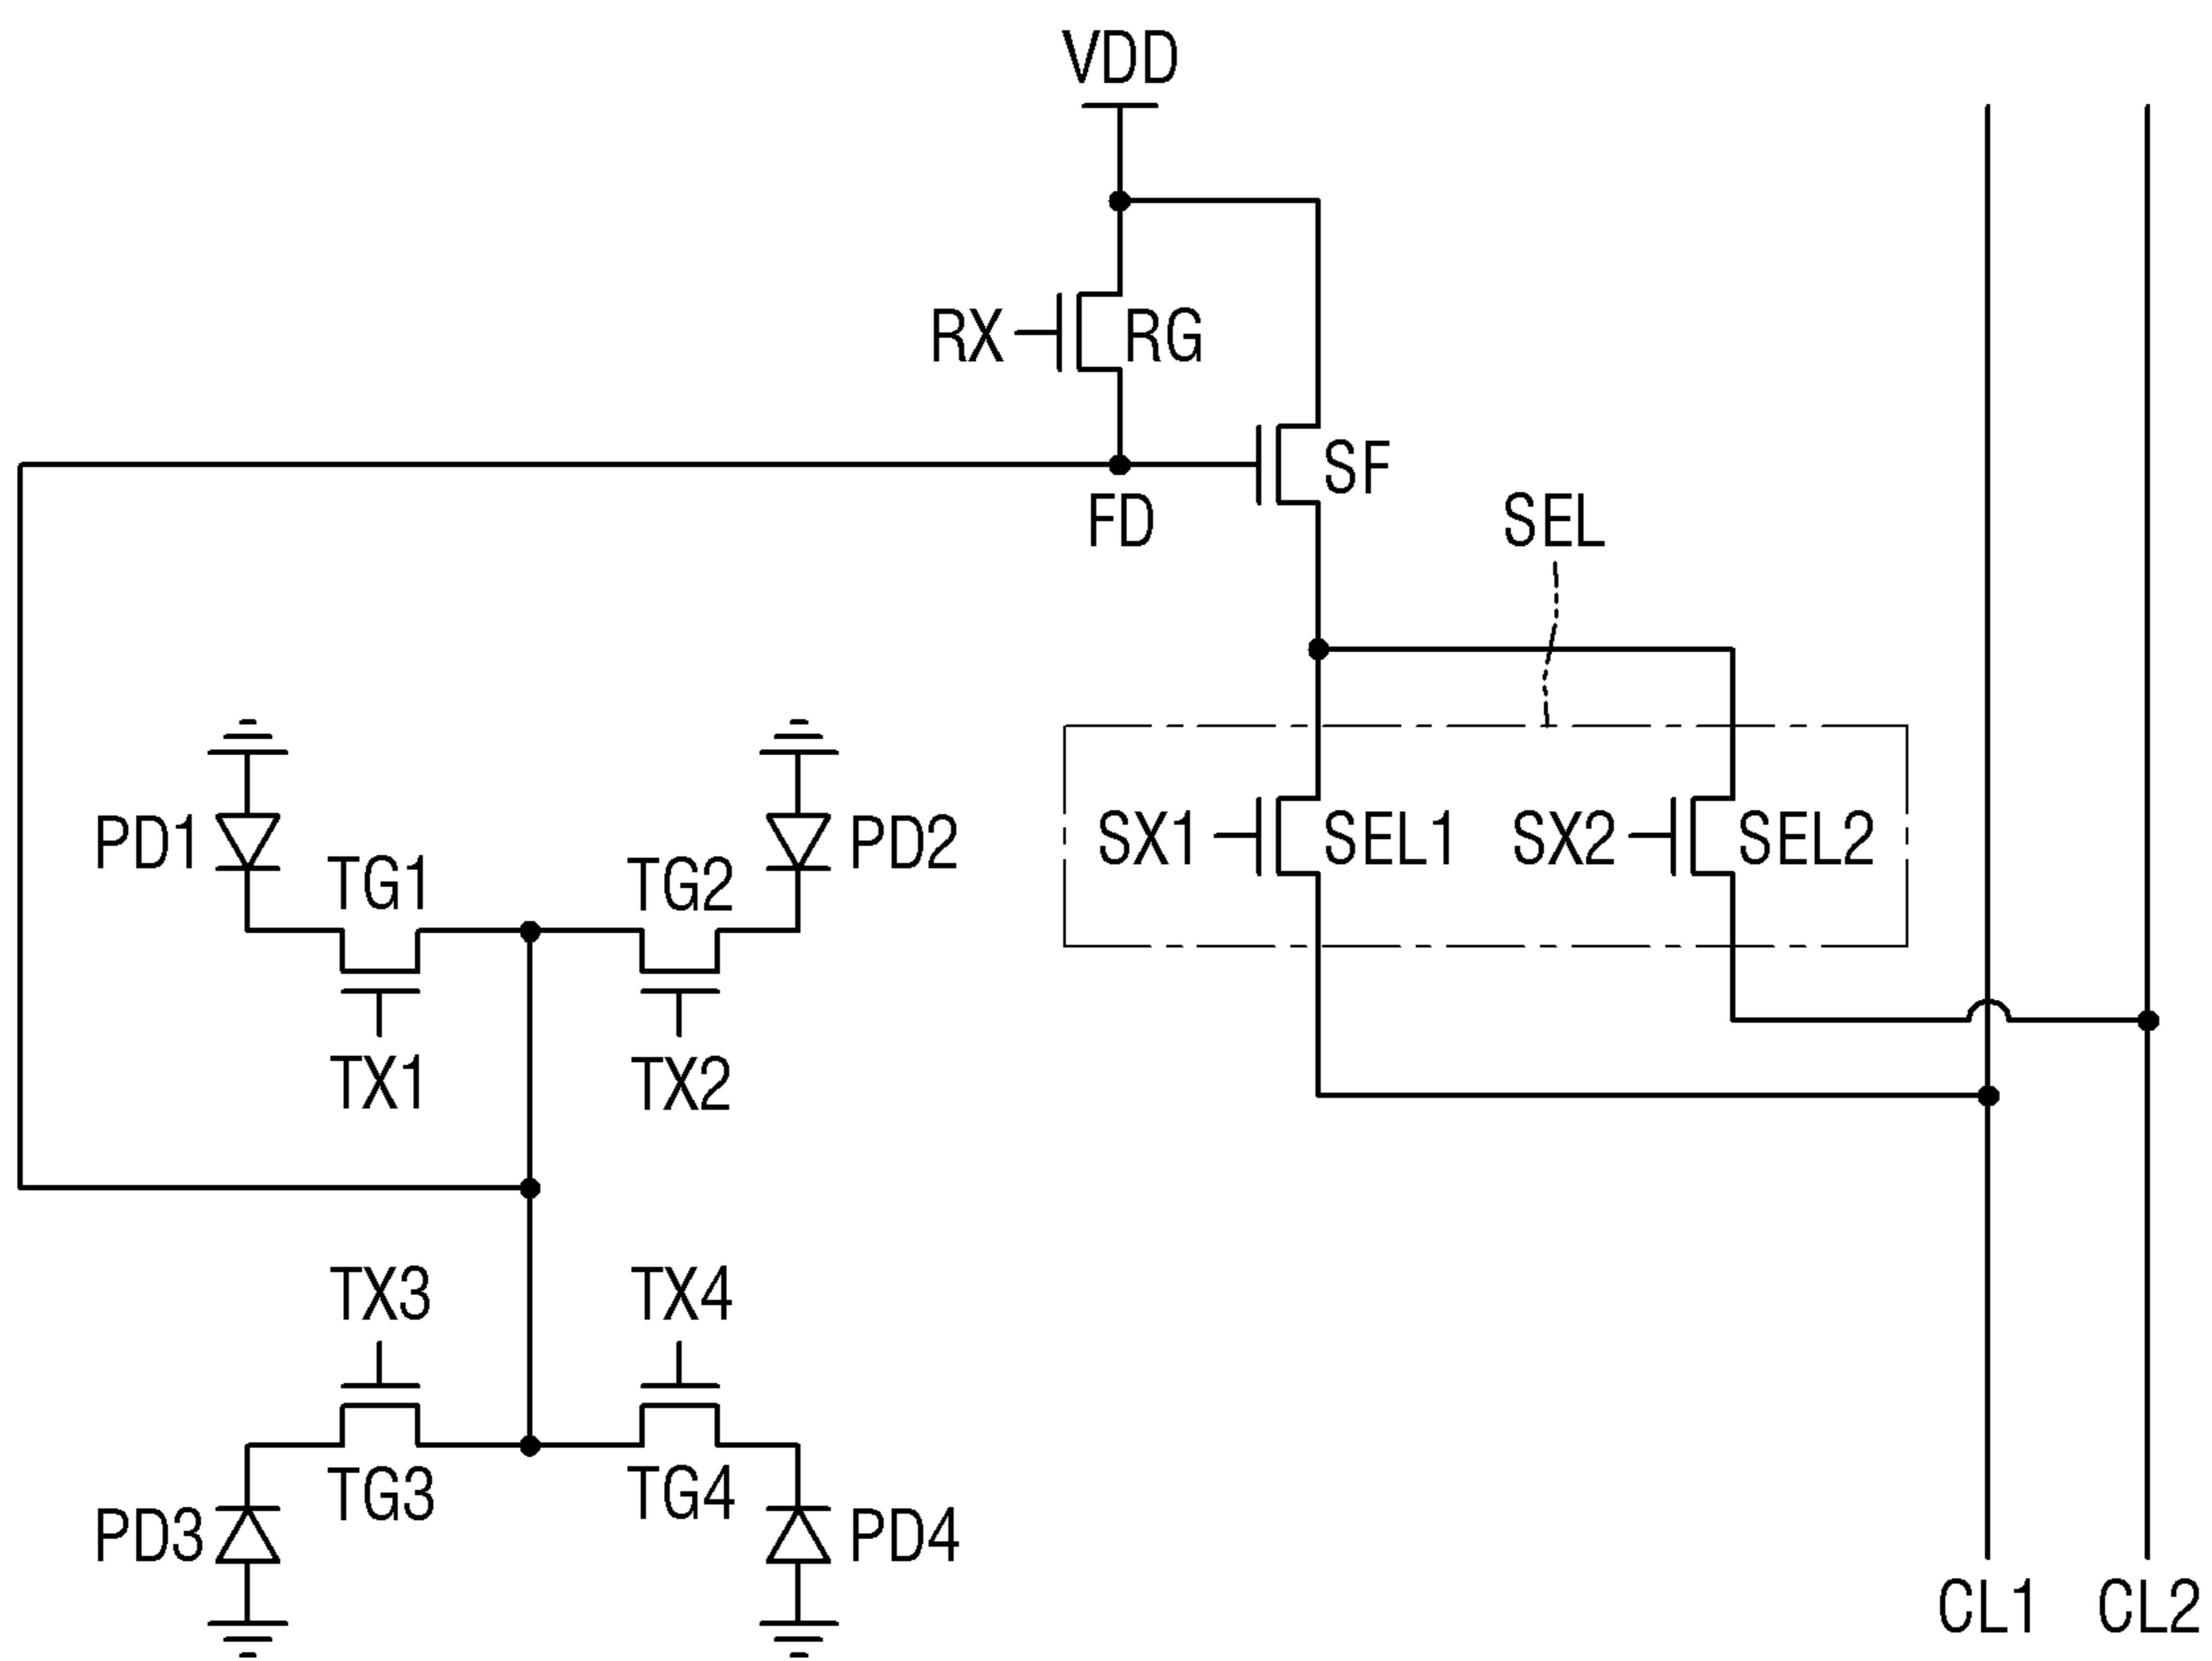 VDD
RX
RG
SF
FD
SEL
PD1
TG1
TG2
PD2
SX1
SEL1
SX2
SEL2
TX1
TX2
TX3
TX4
PD3
TG3
TG4
PD4
CL1
CL2